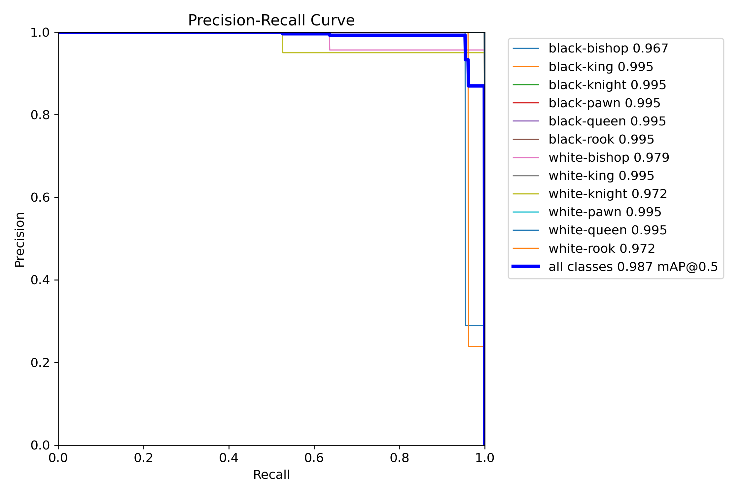 Precision-Recall Curve
1.0
0.8
0.6
0.4
0.2
0.0
Precision
0.0 0.2 0.4 0.6 0.8 1.0
Recall
black-bishop 0.967
black-king 0.995
black-knight 0.995
black-pawn 0.995
black-queen 0.995
black-rook 0.995
white-bishop 0.979
white-king 0.995
white-knight 0.972
white-pawn 0.995
white-queen 0.995
white-rook 0.972
all classes 0.987 mAP@0.5